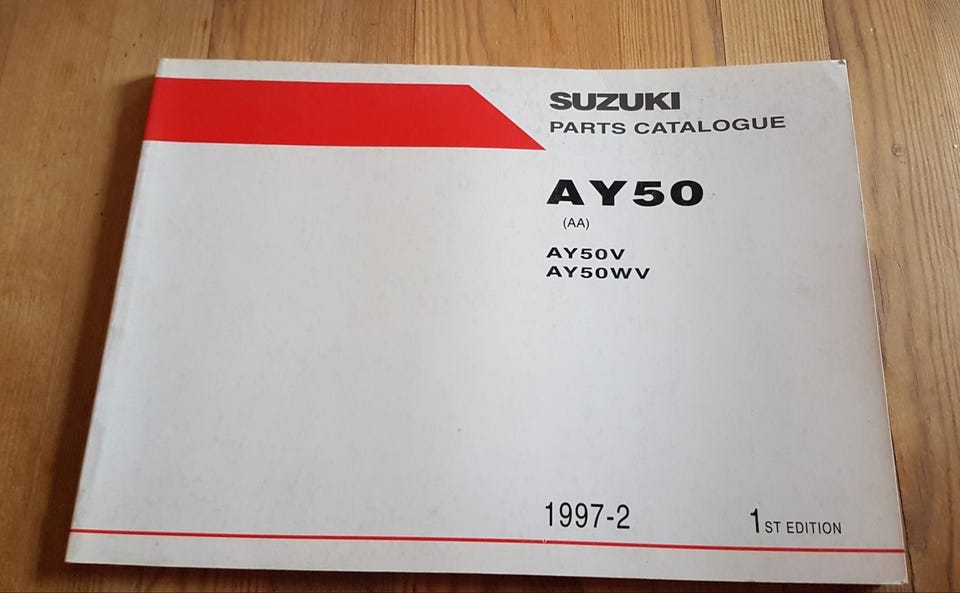 SUZUKI
PARTS CATALOGUE
AY50
(AA)
AY50V
AY50WV
1997-2
1ST EDITION